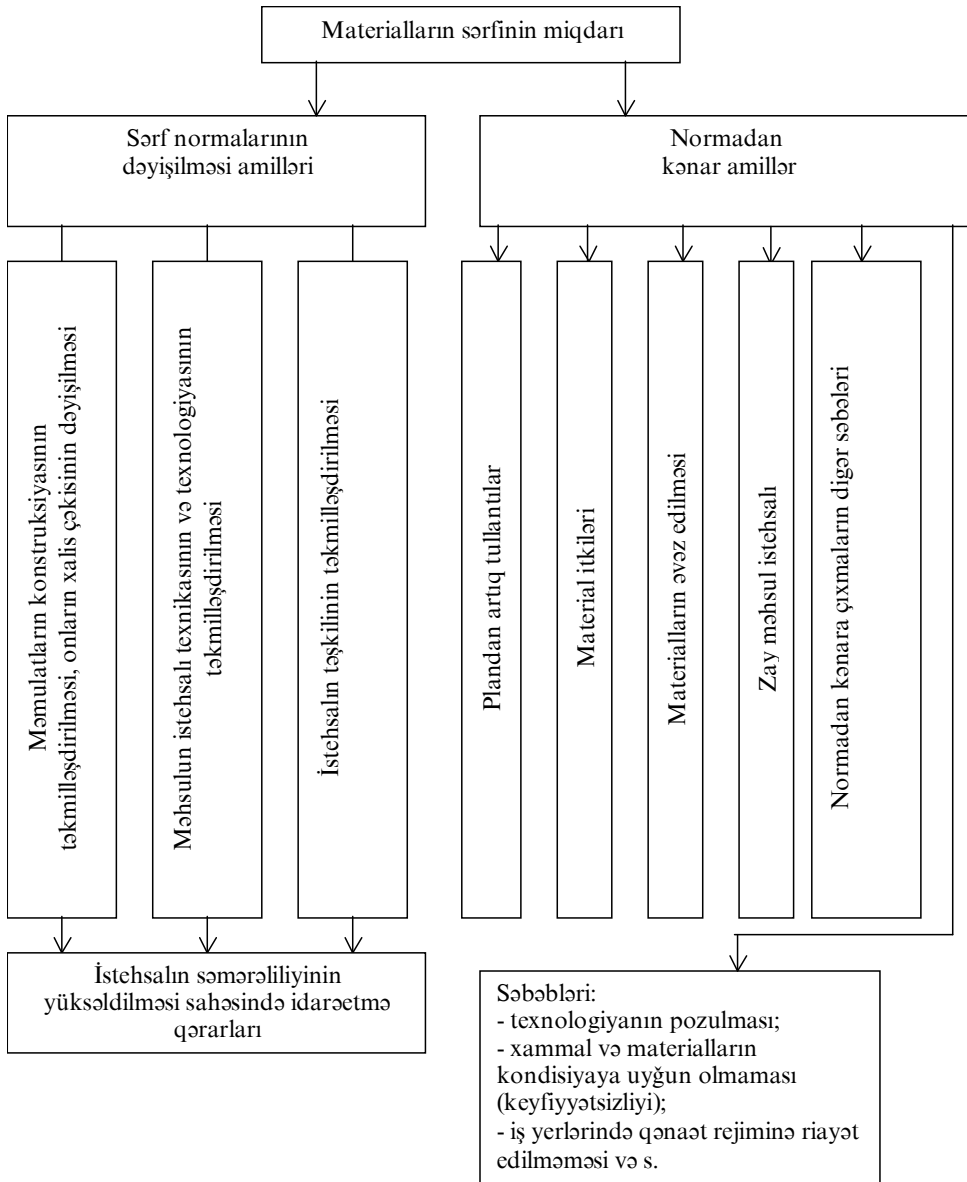 Materialların sərfinin miqdarı
Sərf normalarının
dəyişilməsi amilləri
Normadan
kənar amillər
Məmulatların konstruksiyasının
təkmilləşdirilməsi, onların xalis çəkisinin dəyişilməsi
Məhsulun istehsalı texnikasının və texnologiyasının
təkmilləşdirilməsi
İstehsalın təşkilinin təkmilləşdirilməsi
Plandan artıq tullantılar
Material itkiləri
Materialların əvəz edilməsi
Zay məhsul istehsalı
Normadan kənara çıxmaların digər səbələri
İstehsalın səmərəliliyinin
yüksəldilməsi sahəsində idarəetmə
qərarları
Səbəbləri:
- texnologiyanın pozulması;
- xammal və materialların
kondisiyaya uyğun olmaması
(keyfiyyətsizliyi);
- iş yerlərində qənaət rejiminə riayət
edilməməsi və s.